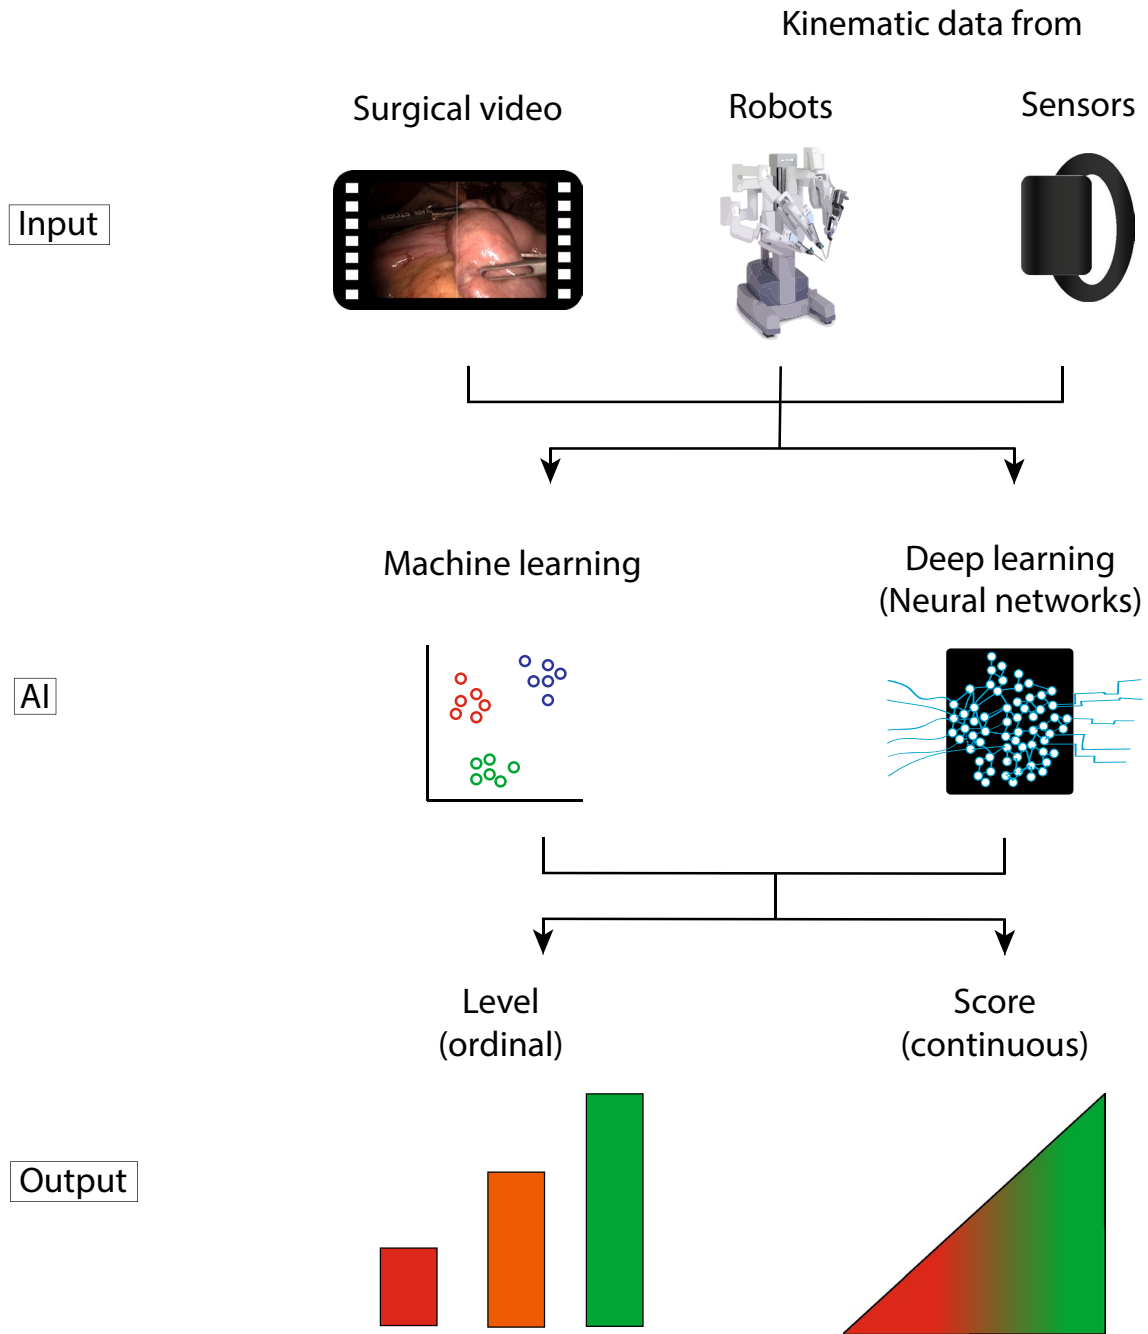 Kinematic data from
Surgical video
Robots
Sensors
Input
Machine learning
Deep learning
(Neural networks)
AI
Level
(ordinal)
Score
(continuous)
Output